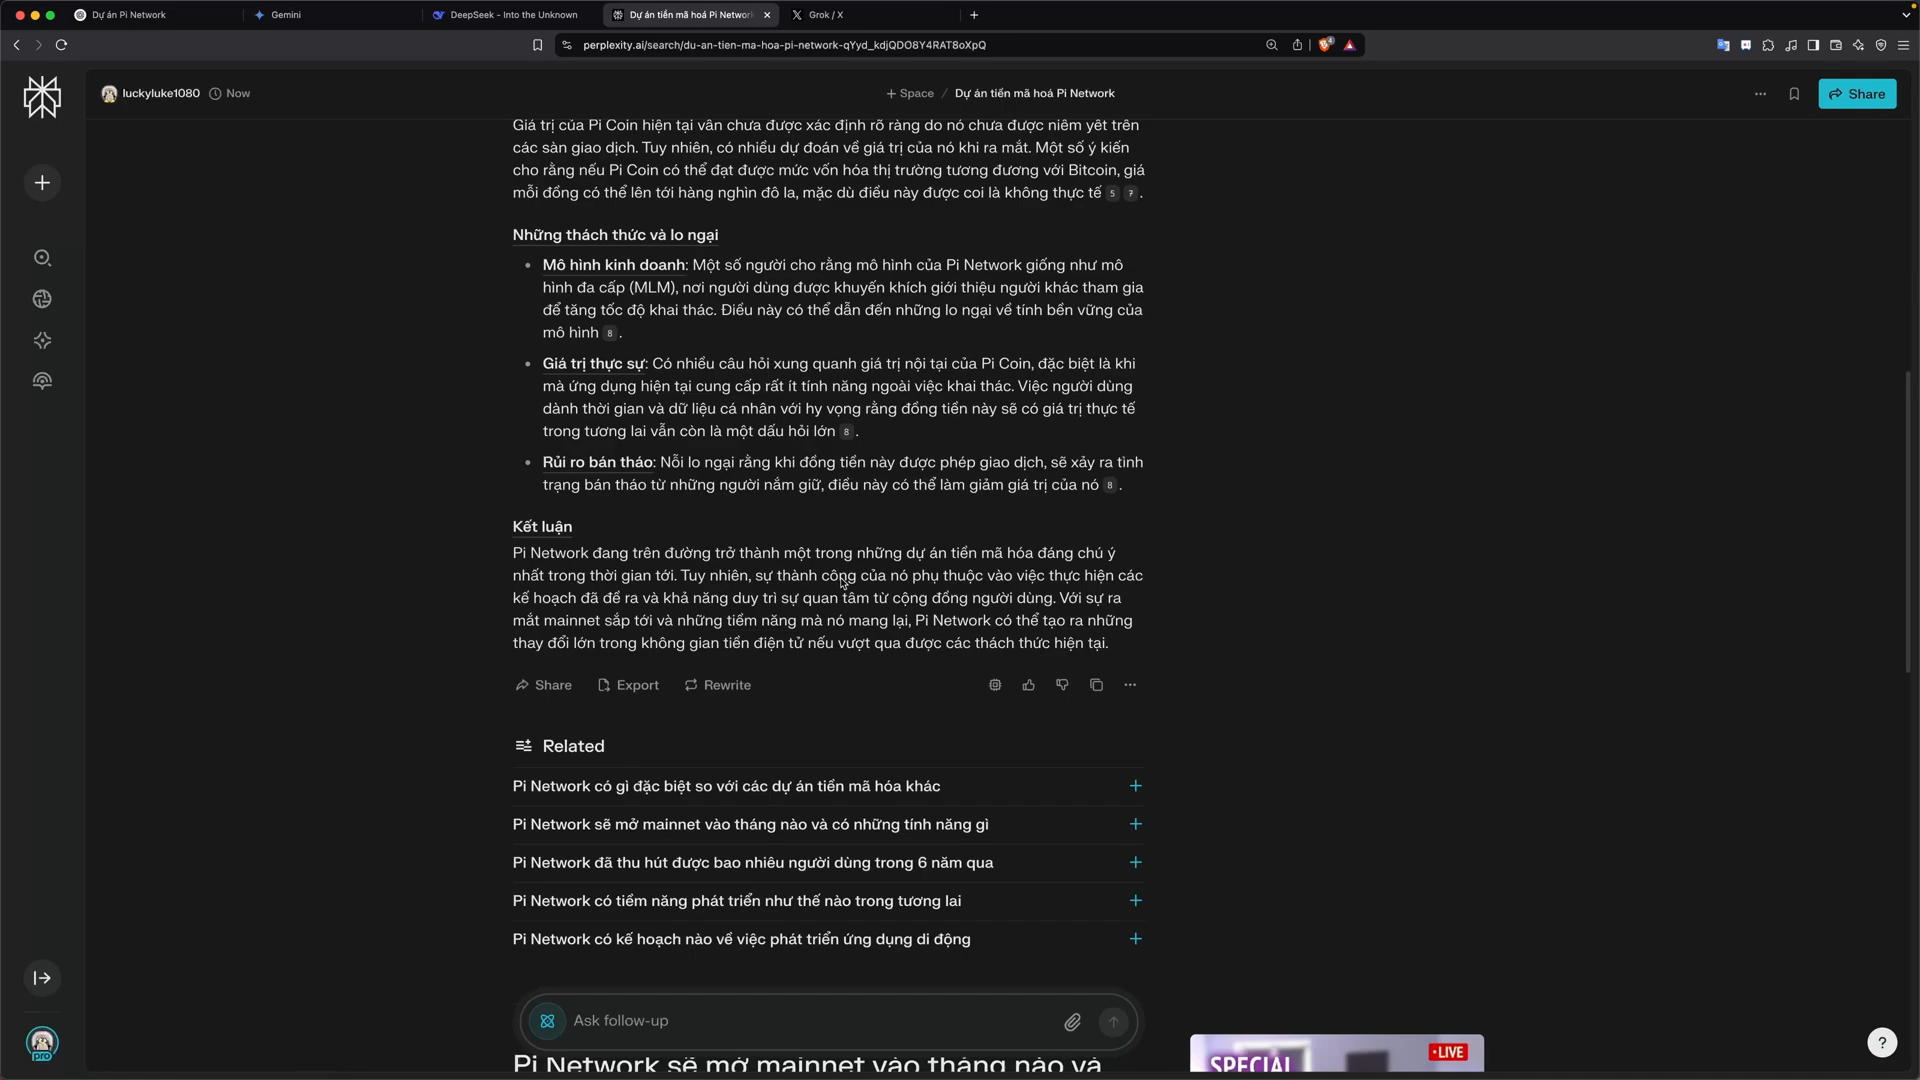 Dự án Pi Network
Gemini
DeepSeek - Into the Unknown
Dự án tiền mã hoá Pi Network
Grok / X
perplexity.ai/search/du-an-tien-ma-hoa-pi-network-qYyd_kdjQDO8Y4RAT8oXpQ
4
luckyluke1080
Now
Space / Dự án tiền mã hoá Pi Network
Share
Giá trị của Pi Coin hiện tại vẫn chưa được xác định rõ ràng do nó chưa được niêm yết trên
các sàn giao dịch. Tuy nhiên, có nhiều dự đoán về giá trị của nó khi ra mắt. Một số ý kiến
cho rằng nếu Pi Coin có thể đạt được mức vốn hóa thị trường tương đương với Bitcoin, giá
mỗi đồng có thể lên tới hàng nghìn đô la, mặc dù điều này được coi là không thực tế 5 7 .
Những thách thức và lo ngại
Mô hình kinh doanh: Một số người cho rằng mô hình của Pi Network giống như mô
hình đa cấp (MLM), nơi người dùng được khuyến khích giới thiệu người khác tham gia
để tăng tốc độ khai thác. Điều này có thể dẫn đến những lo ngại về tính bền vững của
mô hình 8 .
Giá trị thực sự: Có nhiều câu hỏi xung quanh giá trị nội tại của Pi Coin, đặc biệt là khi
mà ứng dụng hiện tại cung cấp rất ít tính năng ngoài việc khai thác. Việc người dùng
dành thời gian và dữ liệu cá nhân với hy vọng rằng đồng tiền này sẽ có giá trị thực tế
trong tương lai vẫn còn là một dấu hỏi lớn 8 .
Rủi ro bán tháo: Nỗi lo ngại rằng khi đồng tiền này được phép giao dịch, sẽ xảy ra tình
trạng bán tháo từ những người nắm giữ, điều này có thể làm giảm giá trị của nó 8 .
Kết luận
Pi Network đang trên đường trở thành một trong những dự án tiền mã hóa đáng chú ý
nhất trong thời gian tới. Tuy nhiên, sự thành công của nó phụ thuộc vào việc thực hiện các
kế hoạch đã đề ra và khả năng duy trì sự quan tâm từ cộng đồng người dùng. Với sự ra
mắt mainnet sắp tới và những tiềm năng mà nó mang lại, Pi Network có thể tạo ra những
thay đổi lớn trong không gian tiền điện tử nếu vượt qua được các thách thức hiện tại.
Share
Export
Rewrite
Related
Pi Network có gì đặc biệt so với các dự án tiền mã hóa khác
Pi Network sẽ mở mainnet vào tháng nào và có những tính năng gì
Pi Network đã thu hút được bao nhiêu người dùng trong 6 năm qua
Pi Network có tiềm năng phát triển như thế nào trong tương lai
Pi Network có kế hoạch nào về việc phát triển ứng dụng di động
Ask follow-up
pro
?
Pi Network sẽ mở mainnet vào tháng nào và
SPECIAL
LIVE